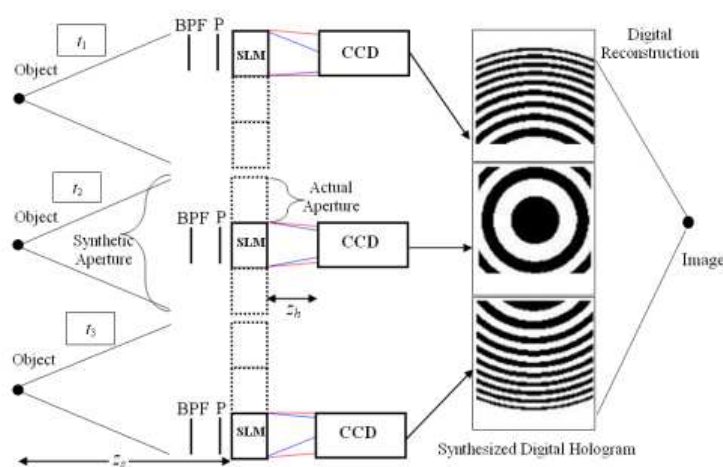 t1
BPF P
SLM
CCD
Object
Digital
Reconstruction
t2
Actual
Aperture
BPF P
SLM
CCD
Object
Synthetic
Aperture
Image
zh
t3
Object
BPF P
SLM
CCD
zs
Synthesized Digital Hologram